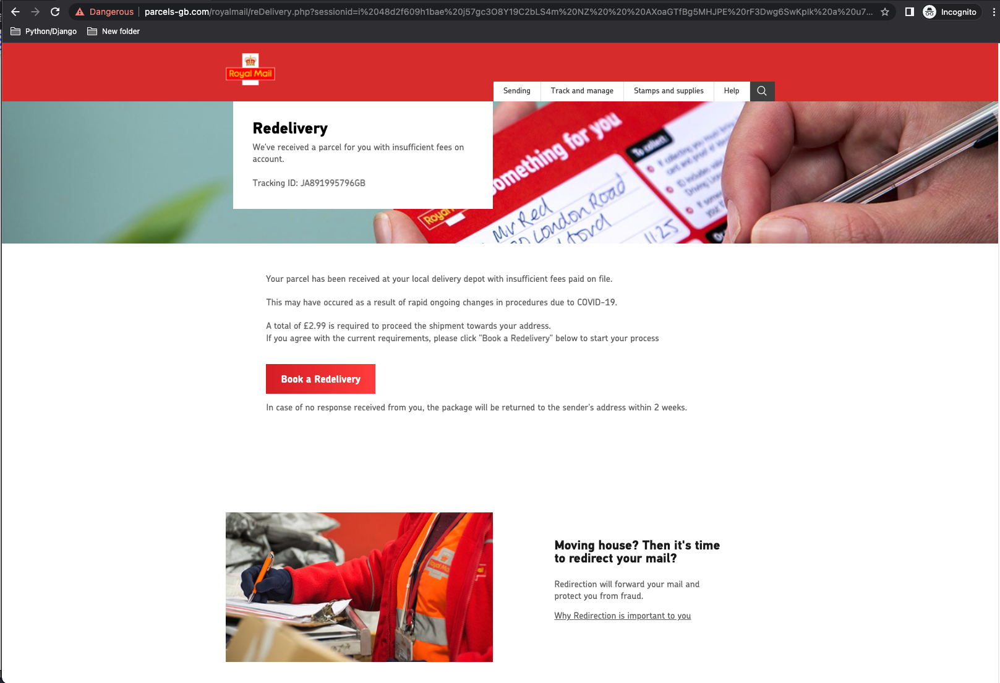 Dangerous
parcels-gb.com/royalmail/reDelivery.php?sessionid=i%2048d2f609h1bae%20j57gc3O8Y19C2bLS4m%20NZ%20%20%20AXoaGTfBg5MHJPE%20rF3Dwg6SwKplk%20a%20u7...
Incognito
Python/Django
New folder
Royal Mail
Sending
Track and manage
Stamps and supplies
Help
Redelivery
We've received a parcel for you with insufficient fees on
account.
Tracking ID: JA891995796GB
omething for you
To collect
Royal
Mr Red
London Road
ford
11·25
Your parcel has been received at your local delivery depot with insufficient fees paid on file.
This may have occured as a result of rapid ongoing changes in procedures due to COVID-19.
A total of £2.99 is required to proceed the shipment towards your address.
If you agree with the current requirements, please click "Book a Redelivery" below to start your process
Book a Redelivery
In case of no response received from you, the package will be returned to the sender's address within 2 weeks.
Royal Mail
Moving house? Then it's time
to redirect your mail?
Redirection will forward your mail and
protect you from fraud.
Why Redirection is important to you